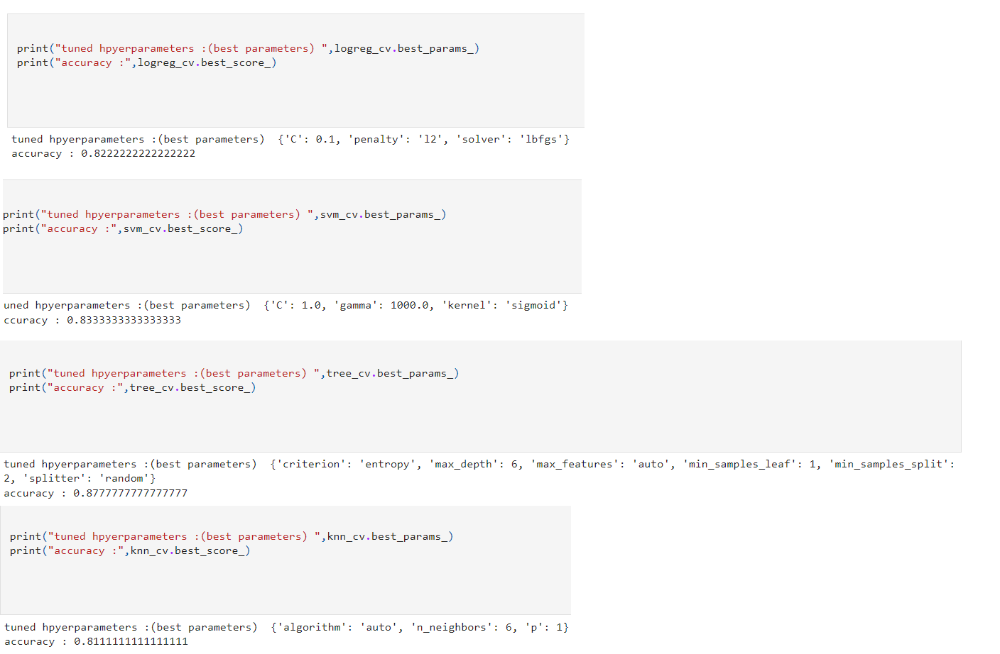 print("tuned hpyerparameters :(best parameters) ",logreg_cv.best_params_)
print("accuracy :",logreg_cv.best_score_)
tuned hpyerparameters :(best parameters)  {'C': 0.1, 'penalty': 'l2', 'solver': 'lbfgs'}
accuracy : 0.8222222222222222
print("tuned hpyerparameters :(best parameters) ",svm_cv.best_params_)
print("accuracy :",svm_cv.best_score_)
uned hpyerparameters :(best parameters)  {'C': 1.0, 'gamma': 1000.0, 'kernel': 'sigmoid'}
ccuracy : 0.8333333333333333
print("tuned hpyerparameters :(best parameters) ",tree_cv.best_params_)
print("accuracy :",tree_cv.best_score_)
tuned hpyerparameters :(best parameters)  {'criterion': 'entropy', 'max_depth': 6, 'max_features': 'auto', 'min_samples_leaf': 1, 'min_samples_split':
2, 'splitter': 'random'}
accuracy : 0.8777777777777777
print("tuned hpyerparameters :(best parameters) ",knn_cv.best_params_)
print("accuracy :",knn_cv.best_score_)
tuned hpyerparameters :(best parameters)  {'algorithm': 'auto', 'n_neighbors': 6, 'p': 1}
accuracy : 0.8111111111111111